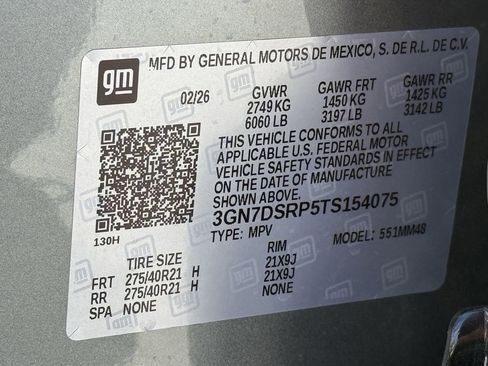 gm
MFD BY GENERAL MOTORS DE MEXICO, S. DE R.L. DE C.V.
02/26 GVWR GAWR FRT GAWR RR
2749 KG 1450 KG 1425 KG
6060 LB 3197 LB 3142 LB
THIS VEHICLE CONFORMS TO ALL
APPLICABLE U.S. FEDERAL MOTOR
VEHICLE SAFETY STANDARDS IN EFFECT
ON THE DATE OF MANUFACTURE
SHOWN ABOVE.
3GN7DSRP5TS154075
130H
TYPE: MPV MODEL: 551MM48
TIRE SIZE RIM
FRT 275/40R21 H 21X9J
RR 275/40R21 H 21X9J
SPA NONE NONE